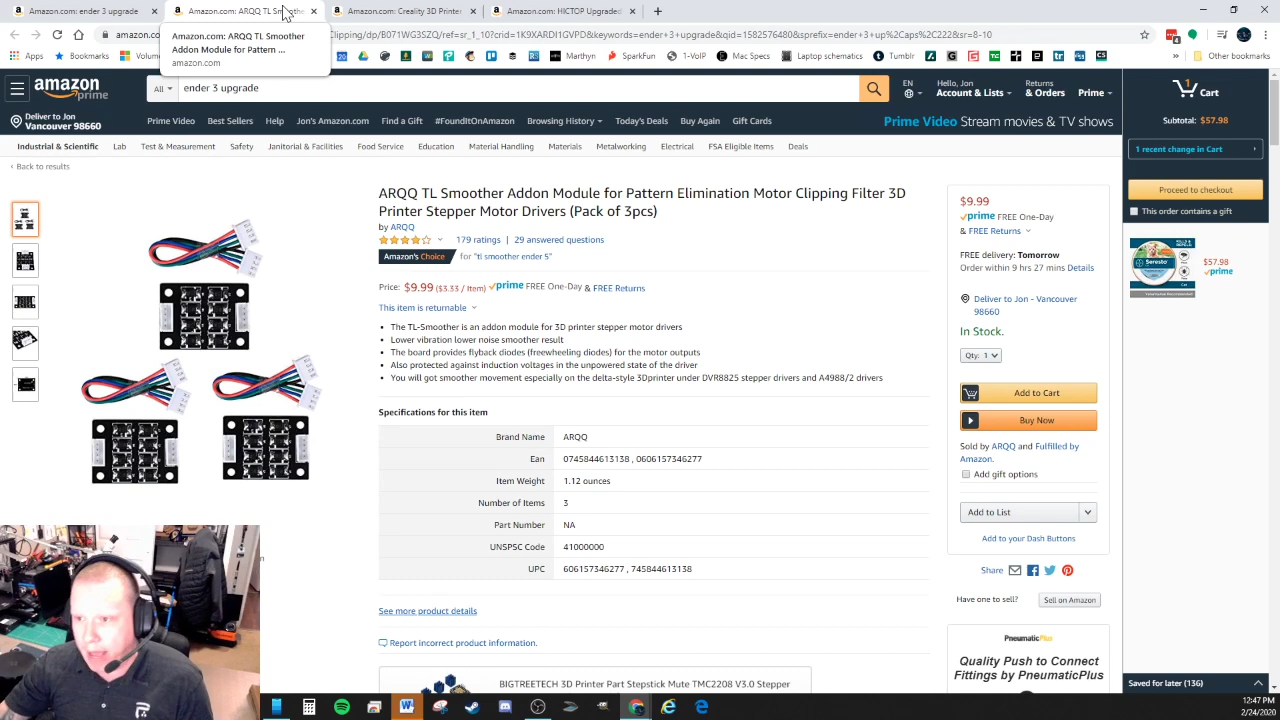 Amazon.com: ender 3 upgrade
Amazon.com: ARQQ TL Smoothe
Amazon.com: Creality 3D Printer
Amazon.com: HICTOP Upgraded
Amazon.com: ARQQ TL Smoother
Addon Module for Pattern ...
amazon.com
Clipping/dp/B071WG3SZQ/ref=sr_1_10?crid=1K9XARDI1GVPD&keywords=ender+3+upgrade&qid=1582576480&sprefix=ender+3+up%2Caps%2C222&sr=8-10
Apps
Bookmarks
Amazon
Ma
Stocks
Banks
USCutter
Marlin
MyRA
SparkFun
1-VoIP
Mac Specs
Laptop schematics
Tumblr
Other bookmarks
amazon
prime
All
ender 3 upgrade
EN
Hello, Jon
Account & Lists
Returns
& Orders
Prime
1
Cart
Deliver to Jon
Vancouver 98660
Prime Video
Best Sellers
Help
Jon's Amazon.com
Find a Gift
#FoundItOnAmazon
Browsing History
Today's Deals
Buy Again
Gift Cards
Prime Video Stream movies & TV shows
Subtotal: $57.98
1 recent change in Cart
Proceed to checkout
This order contains a gift
$57.98
prime
Industrial & Scientific
Lab
Test & Measurement
Safety
Janitorial & Facilities
Food Service
Education
Material Handling
Materials
Metalworking
Electrical
FSA Eligible Items
Deals
‹ Back to results
ARQQ TL Smoother Addon Module for Pattern Elimination Motor Clipping Filter 3D
Printer Stepper Motor Drivers (Pack of 3pcs)
by ARQQ
179 ratings | 29 answered questions
Amazon's Choice for "tl smoother ender 5"
Price: $9.99 ($3.33 / Item) prime FREE One-Day & FREE Returns
This item is returnable
• The TL-Smoother is an addon module for 3D printer stepper motor drivers
• Lower vibration lower noise smoother result
• The board provides flyback diodes (freewheeling diodes) for the motor outputs
• Also protected against induction voltages in the unpowered state of the driver
• You will got smoother movement especially on the delta-style 3Dprinter under DVR8825 stepper drivers and A4988/2 drivers
Specifications for this item
Brand Name ARQQ
Ean 0745844613138 , 0606157346277
Item Weight 1.12 ounces
Number of Items 3
Part Number NA
UNSPSC Code 41000000
UPC 606157346277 , 745844613138
See more product details
Report incorrect product information.
BIGTREETECH 3D Printer Part Stepstick Mute TMC2208 V3.0 Stepper
$9.99
prime FREE One-Day
& FREE Returns
FREE delivery: Tomorrow
Order within 9 hrs 27 mins Details
Deliver to Jon - Vancouver
98660
In Stock.
Qty: 1
Add to Cart
Buy Now
Sold by ARQQ and Fulfilled by
Amazon.
Add gift options
Add to List
Add to your Dash Buttons
Share
Have one to sell?
Sell on Amazon
PneumaticPlus
Quality Push to Connect
Fittings by PneumaticPlus
Saved for later (136)
12:47 PM
2/24/2020